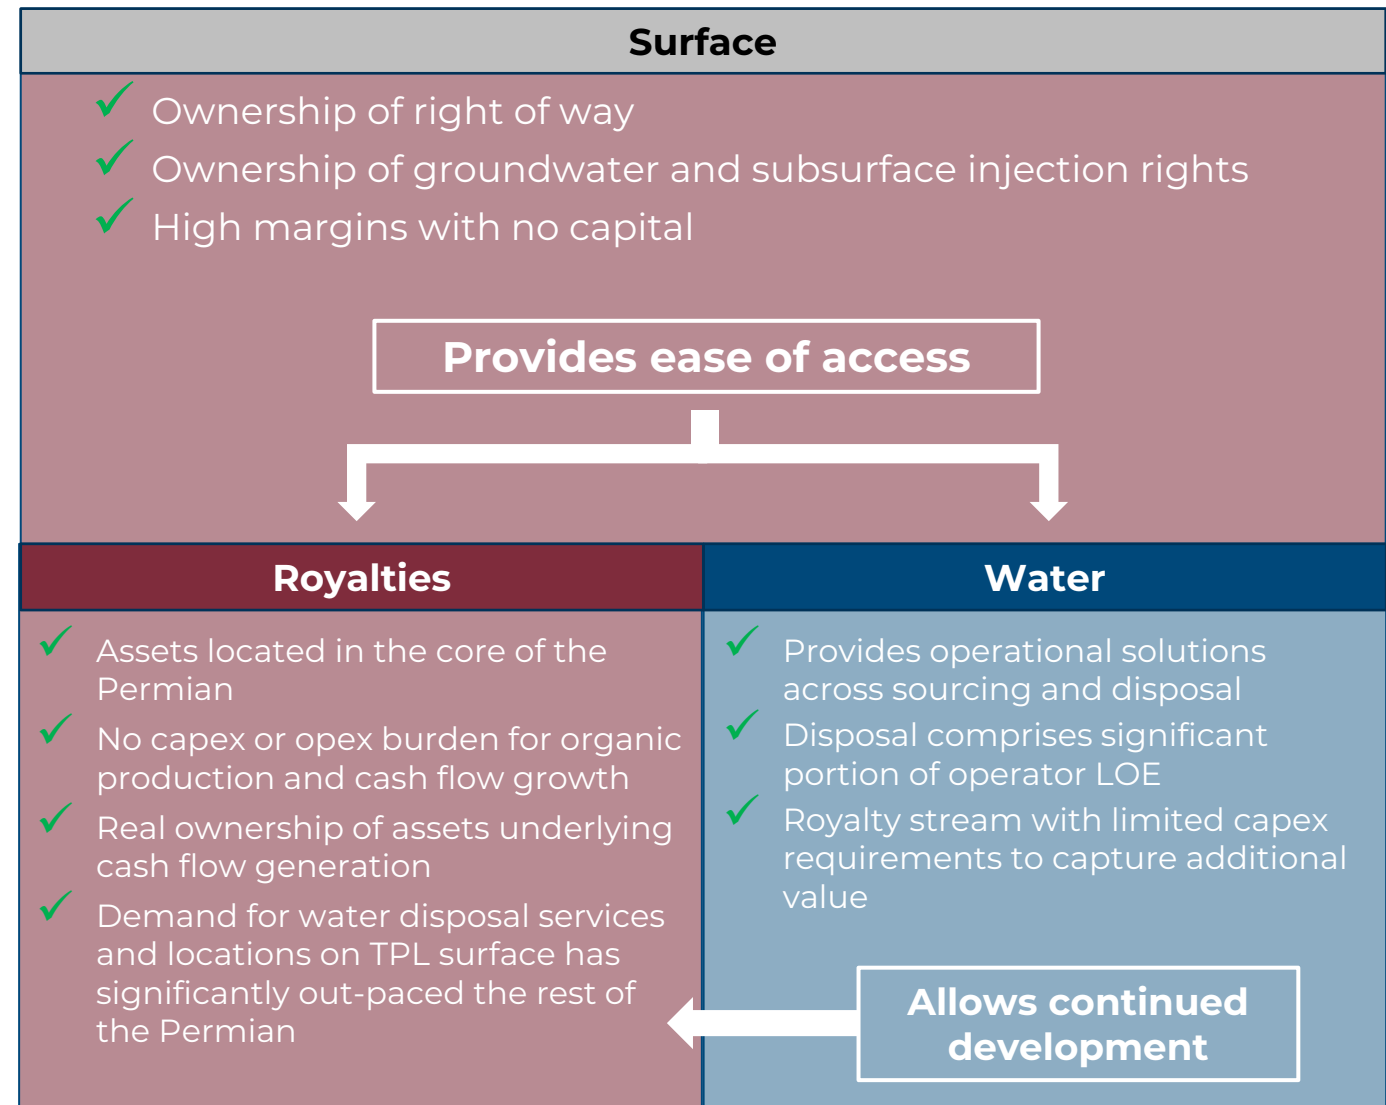 Surface
Ownership of right of way
Ownership of groundwater and subsurface injection rights
High margins with no capital
Provides ease of access
Royalties
Assets located in the core of the
Permian
No capex or opex burden for organic
production and cash flow growth
Real ownership of assets underlying
cash flow generation
Demand for water disposal services
and locations on TPL surface has
significantly out-paced the rest of
the Permian
Water
Provides operational solutions
across sourcing and disposal
Disposal comprises significant
portion of operator LOE
Royalty stream with limited capex
requirements to capture additional
value
Allows continued
development